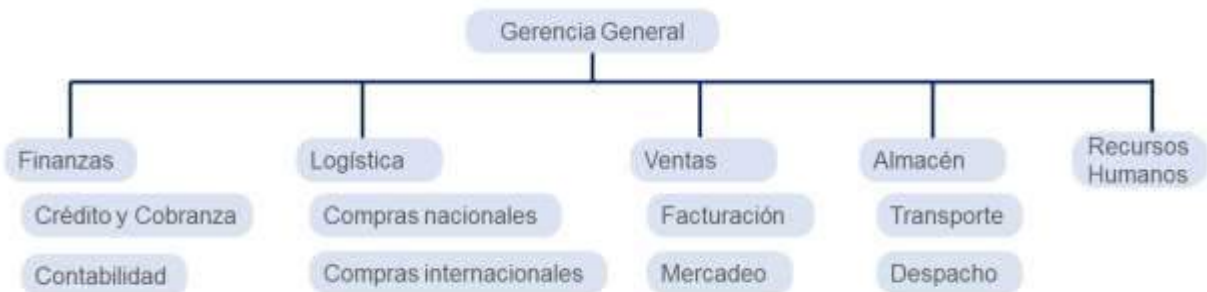 Gerencia General
Finanzas
Crédito y Cobranza
Contabilidad
Logística
Compras nacionales
Compras internacionales
Ventas
Facturación
Mercadeo
Almacén
Transporte
Despacho
Recursos
Humanos